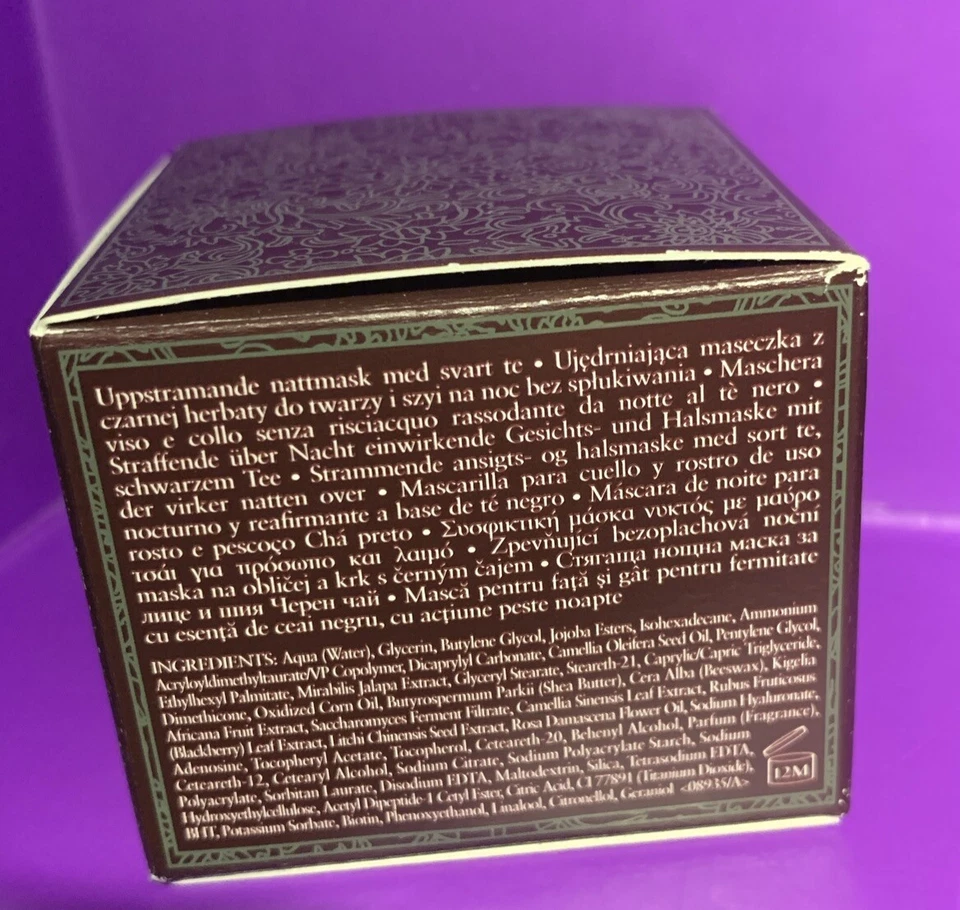 Uppstramande nattmask med svart te • Ujędrniająca maseczka z
czarnej herbaty do twarzy i szyi na noc bez spłukiwania • Maschera
viso e collo senza risciacquo rassodante da notte al tè nero •
Straffende über Nacht einwirkende Gesichts- und Halsmaske mit
schwarzem Tee • Strammende ansigts- og halsmaske med sort te,
der virker natten over • Mascarilla para cuello y rostro de uso
nocturno y reafirmante a base de té negro • Máscara de noite para
rosto e pescoço Chá preto • Συσφικτική μάσκα νυκτός με μαύρο
τσάι για πρόσωπο και λαιμό • Zpevňující bezoplachová noční
maska na obličej a krk s černým čajem • Стягаща нощна маска за
лице и шия Черен чай • Mască pentru față și gât pentru fermitate
cu esență de ceai negru, cu acțiune peste noapte
INGREDIENTS: Aqua (Water), Glycerin, Butylene Glycol, Jojoba Esters, Isohexadecane, Ammonium
Acryloyldimethyltaurate/VP Copolymer, Dicaprylyl Carbonate, Camellia Oleifera Seed Oil, Pentylene Glycol,
Ethylhexyl Palmitate, Mirabilis Jalapa Extract, Glyceryl Stearate, Steareth-21, Caprylic/Capric Triglyceride,
Dimethicone, Oxidized Corn Oil, Butyrospermum Parkii (Shea Butter), Cera Alba (Beeswax), Kigelia
Africana Fruit Extract, Saccharomyces Ferment Filtrate, Camellia Sinensis Leaf Extract, Rubus Fruticosus
(Blackberry) Leaf Extract, Litchi Chinensis Seed Extract, Rosa Damascena Flower Oil, Sodium Hyaluronate,
Adenosine, Tocopheryl Acetate, Tocopherol, Ceteareth-20, Behenyl Alcohol, Parfum (Fragrance),
Ceteareth-12, Cetearyl Alcohol, Sodium Citrate, Sodium Polyacrylate Starch, Sodium
Polyacrylate, Sorbitan Laurate, Disodium EDTA, Maltodextrin, Silica, Tetrasodium EDTA,
Hydroxyethylcellulose, Acetyl Dipeptide-1 Cetyl Ester, Citric Acid, CI 77891 (Titanium Dioxide),
BHT, Potassium Sorbate, Biotin, Phenoxyethanol, Linalool, Citronellol, Geraniol <08935/A>
12M